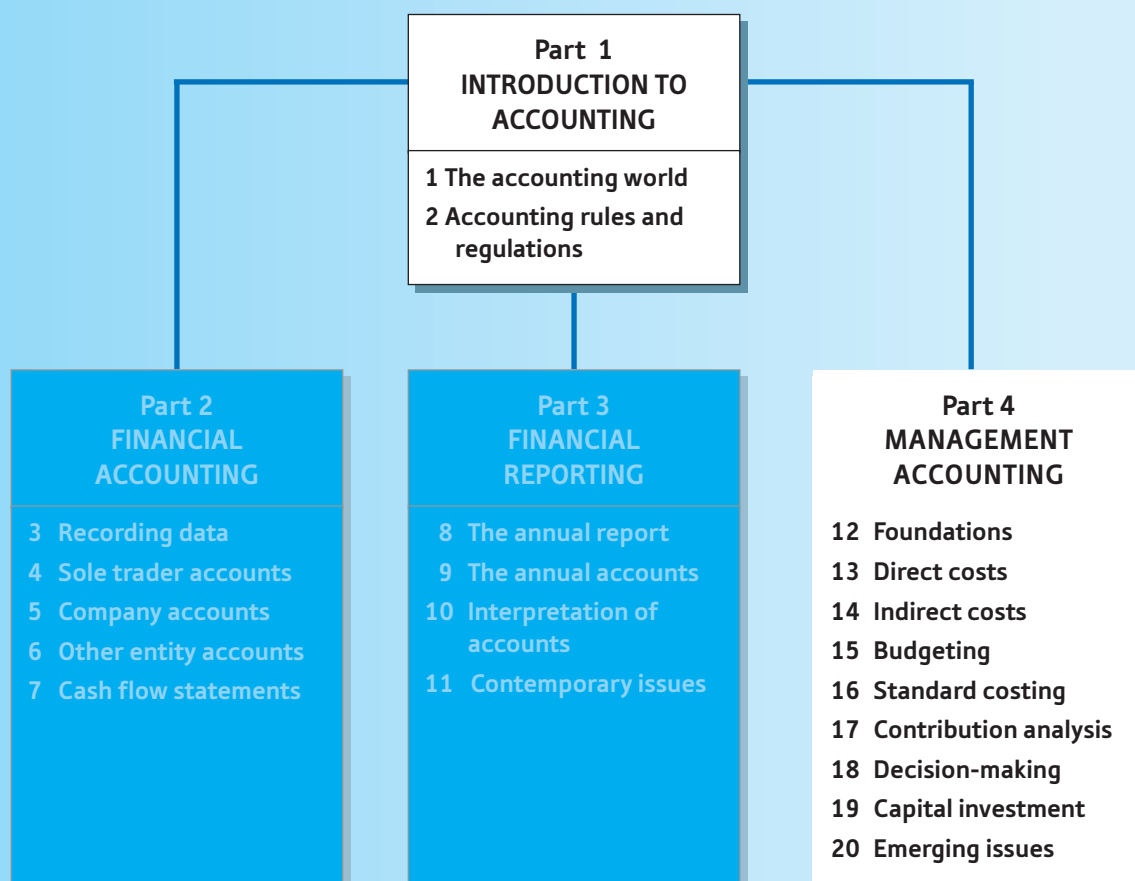 Part 1
INTRODUCTION TO
ACCOUNTING
1 The accounting world
2 Accounting rules and
regulations
Part 2
FINANCIAL
ACCOUNTING
3 Recording data
4 Sole trader accounts
5 Company accounts
6 Other entity accounts
7 Cash flow statements
Part 3
FINANCIAL
REPORTING
8 The annual report
9 The annual accounts
10 Interpretation of
accounts
11 Contemporary issues
Part 4
MANAGEMENT
ACCOUNTING
12 Foundations
13 Direct costs
14 Indirect costs
15 Budgeting
16 Standard costing
17 Contribution analysis
18 Decision-making
19 Capital investment
20 Emerging issues